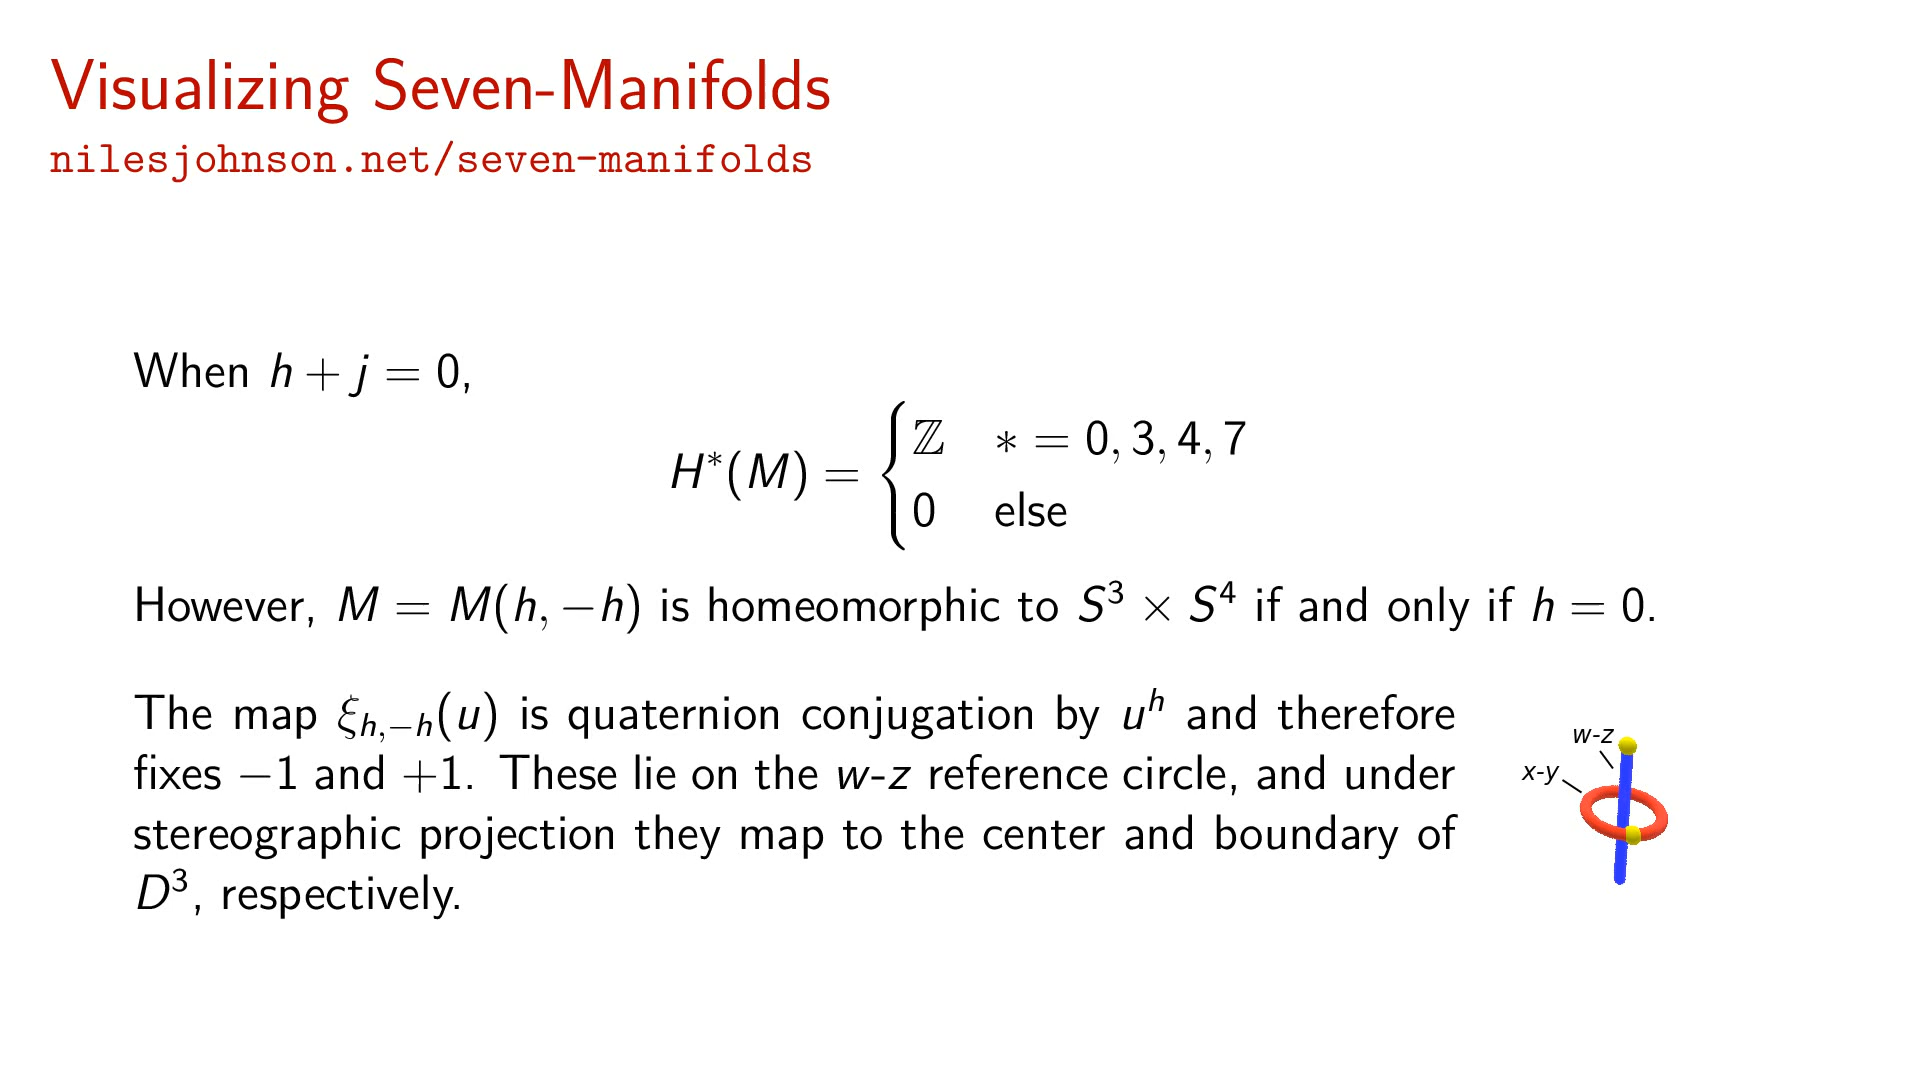 Visualizing Seven-Manifolds
nilesjohnson.net/seven-manifolds
When h + j = 0,
H*(M) = { ℤ * = 0, 3, 4, 7
0 else
However, M = M(h, −h) is homeomorphic to S³ × S⁴ if and only if h = 0.
The map ξ_{h,−h}(u) is quaternion conjugation by uʰ and therefore
fixes −1 and +1. These lie on the w-z reference circle, and under
stereographic projection they map to the center and boundary of
D³, respectively.
w-z
x-y